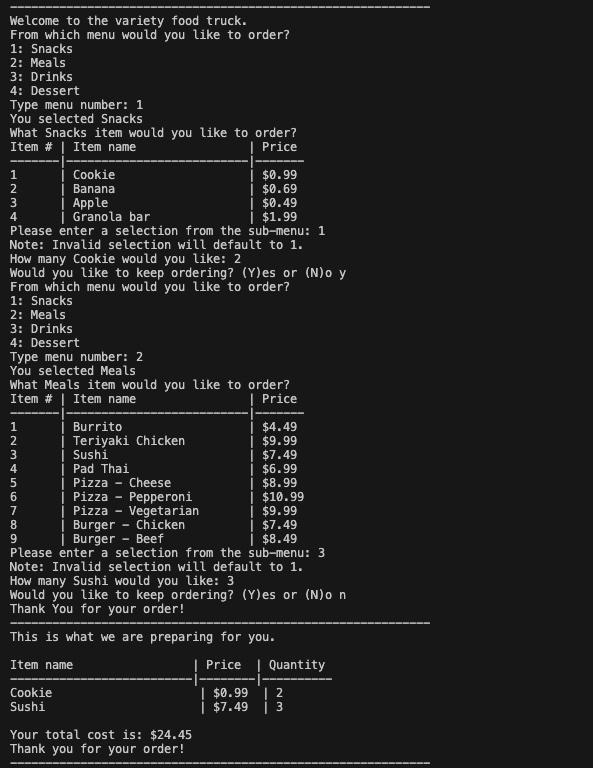 ------------------------------------------------------------
Welcome to the variety food truck.
From which menu would you like to order?
1: Snacks
2: Meals
3: Drinks
4: Dessert
Type menu number: 1
You selected Snacks
What Snacks item would you like to order?
Item # | Item name                | Price
-------|--------------------------|-------
1      | Cookie                   | $0.99
2      | Banana                   | $0.69
3      | Apple                    | $0.49
4      | Granola bar              | $1.99
Please enter a selection from the sub-menu: 1
Note: Invalid selection will default to 1.
How many Cookie would you like: 2
Would you like to keep ordering? (Y)es or (N)o y
From which menu would you like to order?
1: Snacks
2: Meals
3: Drinks
4: Dessert
Type menu number: 2
You selected Meals
What Meals item would you like to order?
Item # | Item name                | Price
-------|--------------------------|-------
1      | Burrito                  | $4.49
2      | Teriyaki Chicken         | $9.99
3      | Sushi                    | $7.49
4      | Pad Thai                 | $6.99
5      | Pizza - Cheese           | $8.99
6      | Pizza - Pepperoni        | $10.99
7      | Pizza - Vegetarian       | $9.99
8      | Burger - Chicken         | $7.49
9      | Burger - Beef            | $8.49
Please enter a selection from the sub-menu: 3
Note: Invalid selection will default to 1.
How many Sushi would you like: 3
Would you like to keep ordering? (Y)es or (N)o n
Thank You for your order!
------------------------------------------------------------
This is what we are preparing for you.

Item name                 | Price  | Quantity
--------------------------|--------|----------
Cookie                     | $0.99  | 2
Sushi                      | $7.49  | 3

Your total cost is: $24.45
Thank you for your order!
------------------------------------------------------------